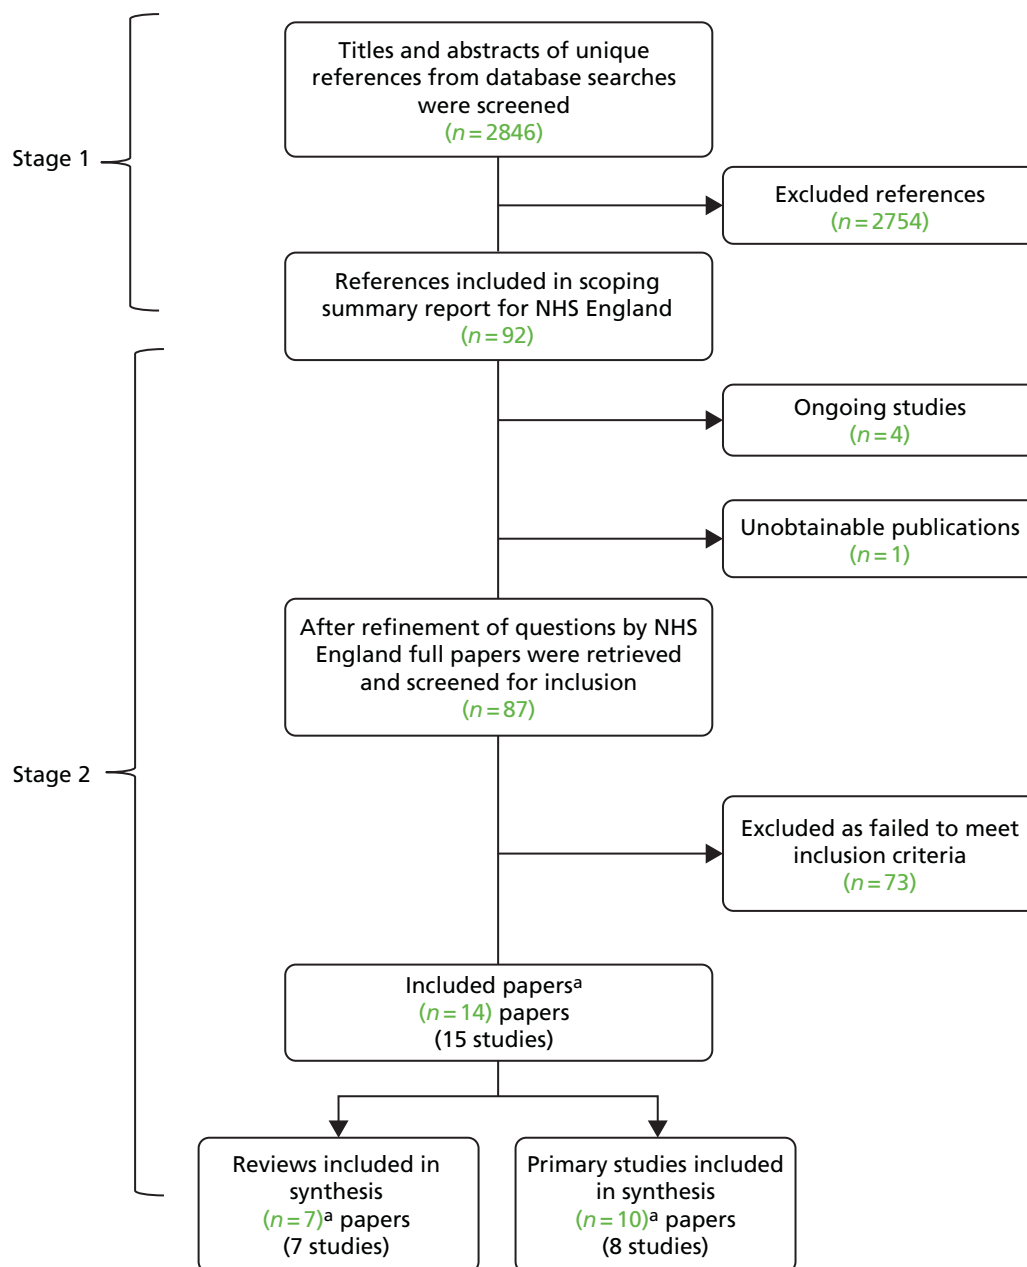 Titles and abstracts of unique
references from database searches
were screened
(n=2846)
Stage 1
Excluded references
(n=2754)
References included in scoping
summary report for NHS England
(n=92)
Ongoing studies
(n=4)
Unobtainable publications
(n=1)
After refinement of questions by NHS
England full papers were retrieved
and screened for inclusion
(n=87)
Stage 2
Excluded as failed to meet
inclusion criteria
(n=73)
Included papersᵃ
(n=14) papers
(15 studies)
Reviews included in
synthesis
(n=7)ᵃ papers
(7 studies)
Primary studies included
in synthesis
(n=10)ᵃ papers
(8 studies)